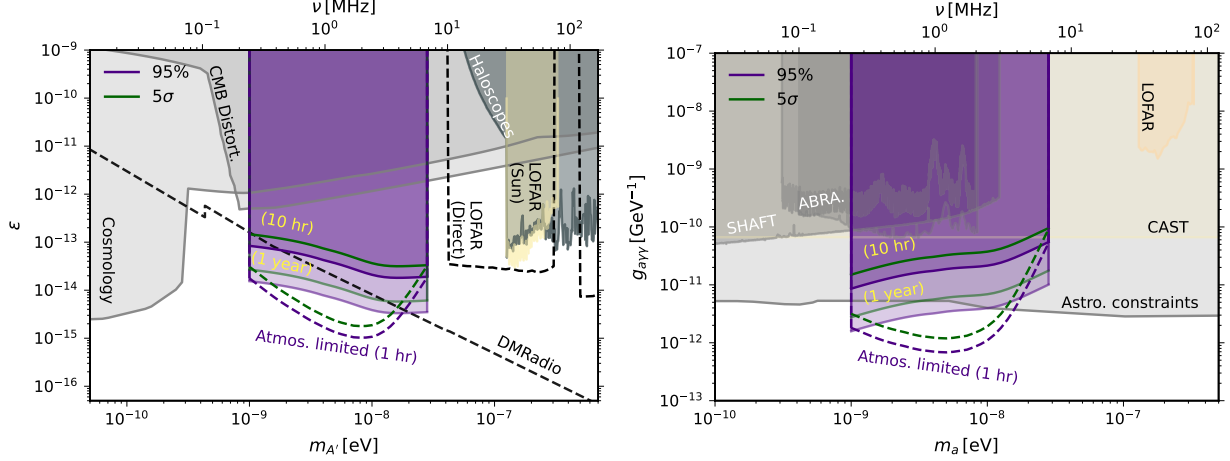 ν [MHz]
10⁻¹ 10⁰ 10¹ 10²
10⁻⁹
10⁻¹⁰
10⁻¹¹
10⁻¹²
10⁻¹³
10⁻¹⁴
10⁻¹⁵
10⁻¹⁶
ε
95%
5σ
CMB Distort.
Cosmology
(10 hr)
(1 year)
Atmos. limited (1 hr)
DMRadio
Haloscopes
LOFAR
(Sun)
LOFAR
(Direct)
10⁻¹⁰ 10⁻⁹ 10⁻⁸ 10⁻⁷
m_A′ [eV]
ν [MHz]
10⁻¹ 10⁰ 10¹ 10²
10⁻⁷
10⁻⁸
10⁻⁹
10⁻¹⁰
10⁻¹¹
10⁻¹²
10⁻¹³
g_aγγ [GeV⁻¹]
95%
5σ
LOFAR
ABRA.
SHAFT
CAST
(10 hr)
(1 year)
Astro. constraints
Atmos. limited (1 hr)
10⁻¹⁰ 10⁻⁹ 10⁻⁸ 10⁻⁷
m_a [eV]